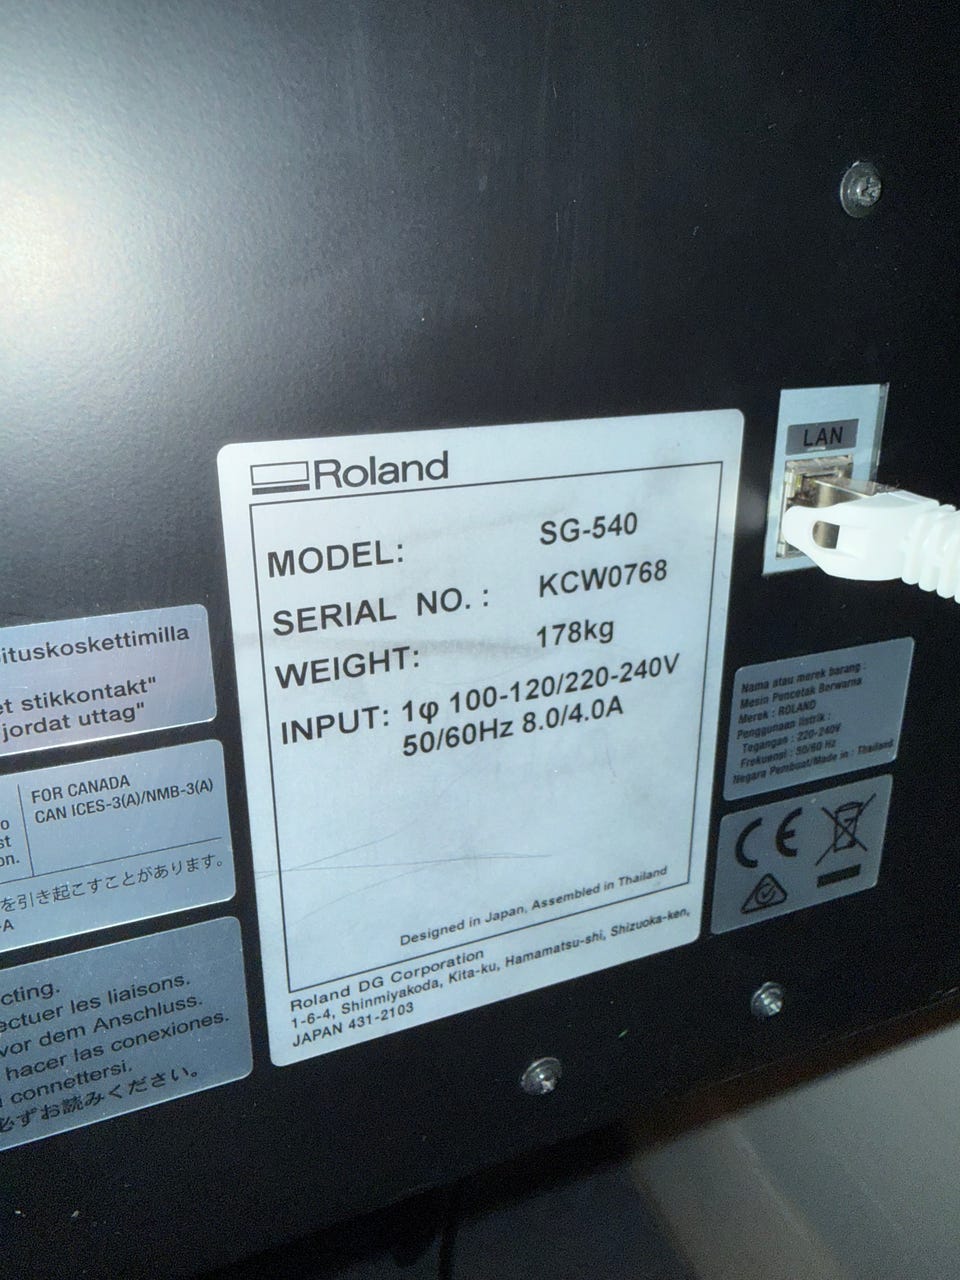 Roland
MODEL: SG-540
SERIAL NO.: KCW0768
WEIGHT: 178kg
INPUT: 1φ 100-120/220-240V
50/60Hz 8.0/4.0A
Designed in Japan, Assembled in Thailand
Roland DG Corporation
1-6-4, Shinmiyakoda, Kita-ku, Hamamatsu-shi, Shizuoka-ken,
JAPAN 431-2103
LAN
Nama atau merek barang :
Mesin Pencetak Berwarna
Merek : ROLAND
Penggunaan listrik :
Tegangan : 220-240V
Frekuensi : 50/60 Hz
Negara Pembuat/Made in : Thailand
CE
ituskoskettimilla
et stikkontakt"
jordat uttag"
FOR CANADA
CAN ICES-3(A)/NMB-3(A)
o
st
on.
を引き起こすことがあります。
-A
cting.
ectuer les liaisons.
vor dem Anschluss.
hacer las conexiones.
connettersi.
必ずお読みください。